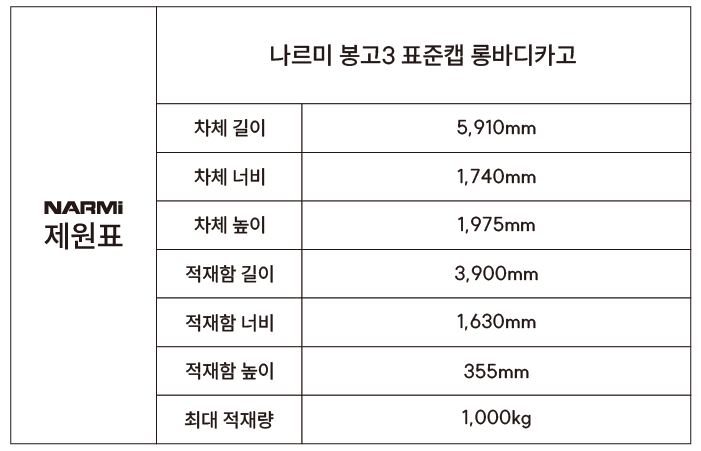 나르미 봉고3 표준캡 롱바디카고
NARMi
제원표
차체 길이 5,910mm
차체 너비 1,740mm
차체 높이 1,975mm
적재함 길이 3,900mm
적재함 너비 1,630mm
적재함 높이 355mm
최대 적재량 1,000kg